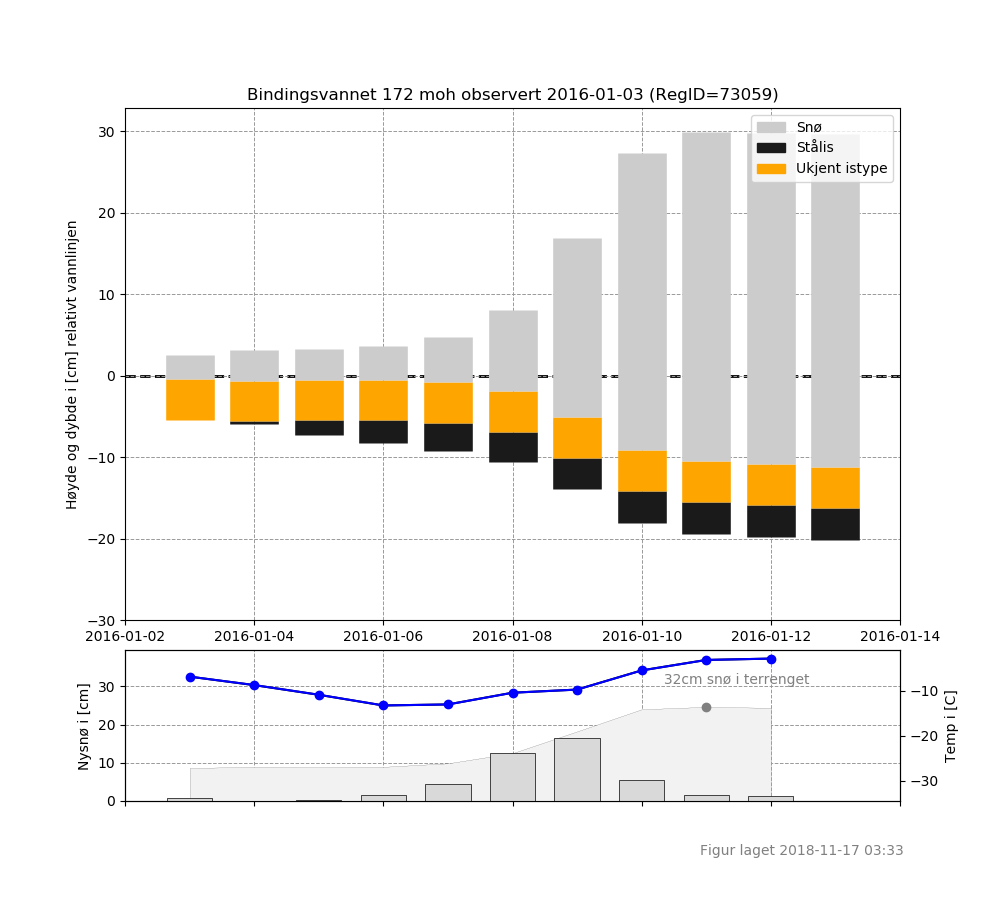 Bindingsvannet 172 moh observert 2016-01-03 (RegID=73059)
Snø
Stålis
Ukjent istype
Høyde og dybde i [cm] relativt vannlinjen
30
20
10
0
−10
−20
−30
2016-01-02 2016-01-04 2016-01-06 2016-01-08 2016-01-10 2016-01-12 2016-01-14
Nysnø i [cm]
30
20
10
0
32cm snø i terrenget
−10
−20
−30
Temp i [C]
Figur laget 2018-11-17 03:33